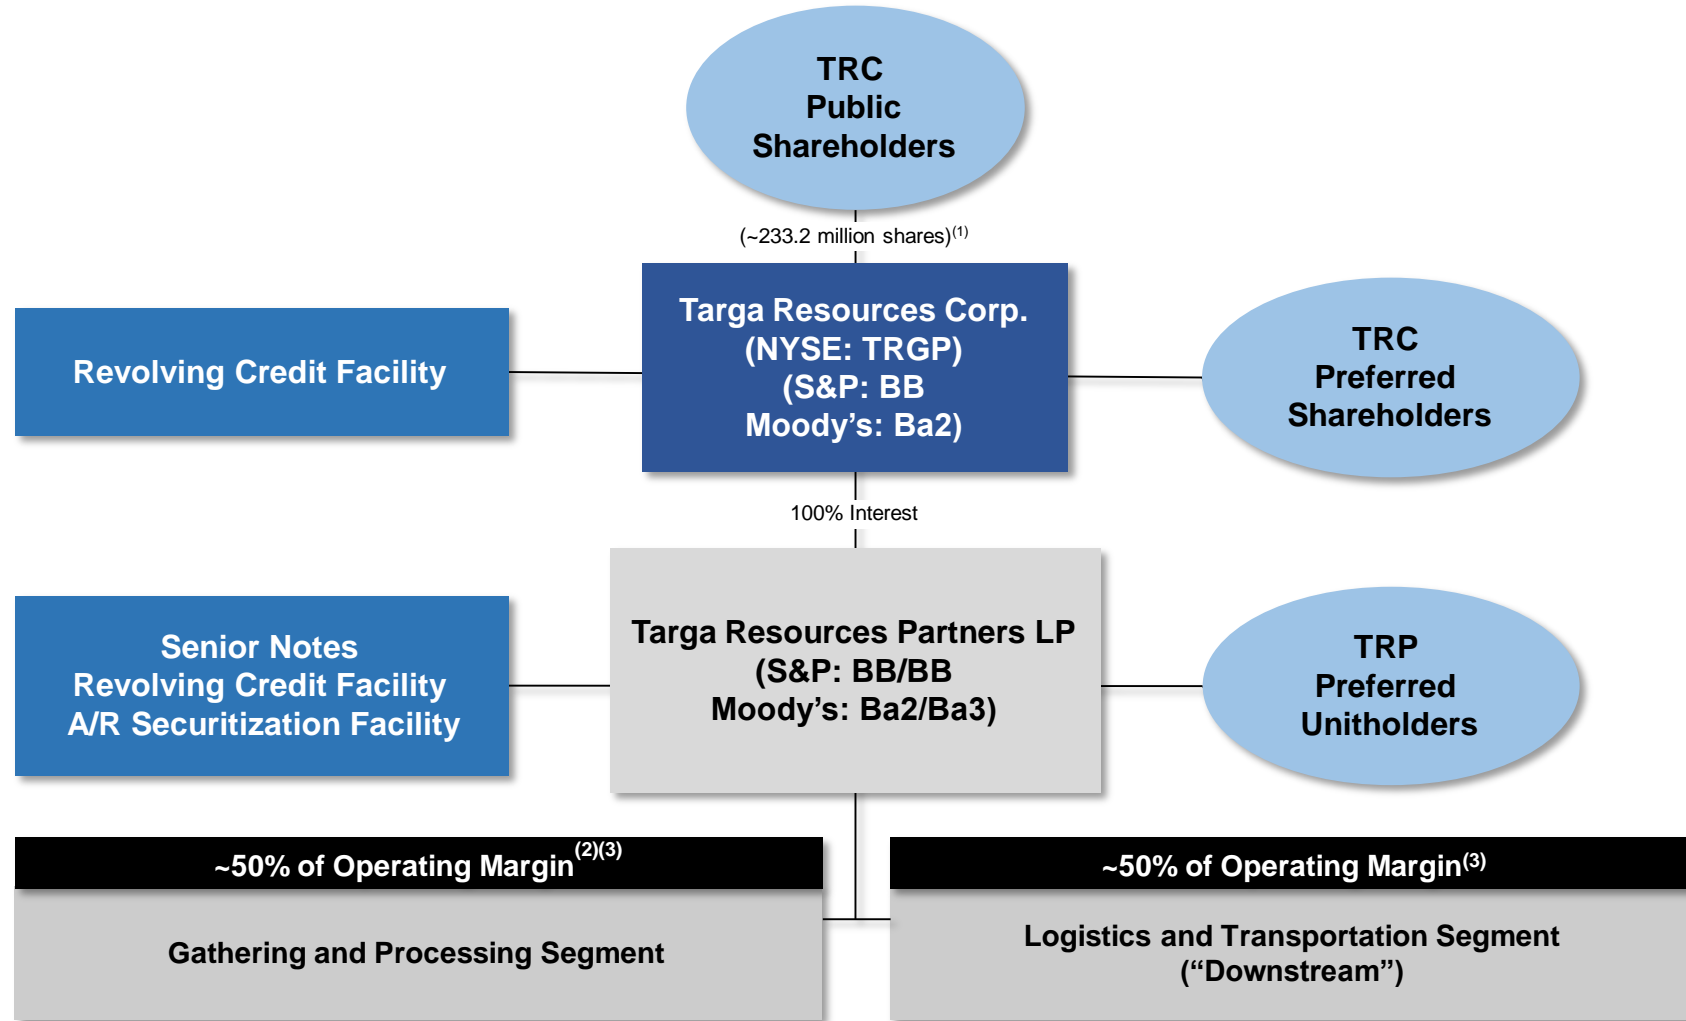 TRC
Public
Shareholders
(~233.2 million shares)(1)
Targa Resources Corp.
(NYSE: TRGP)
(S&P: BB
Moody’s: Ba2)
Revolving Credit Facility
TRC
Preferred
Shareholders
100% Interest
Senior Notes
Revolving Credit Facility
A/R Securitization Facility
Targa Resources Partners LP
(S&P: BB/BB
Moody’s: Ba2/Ba3)
TRP
Preferred
Unitholders
~50% of Operating Margin(2)(3)
Gathering and Processing Segment
~50% of Operating Margin(3)
Logistics and Transportation Segment
(“Downstream”)